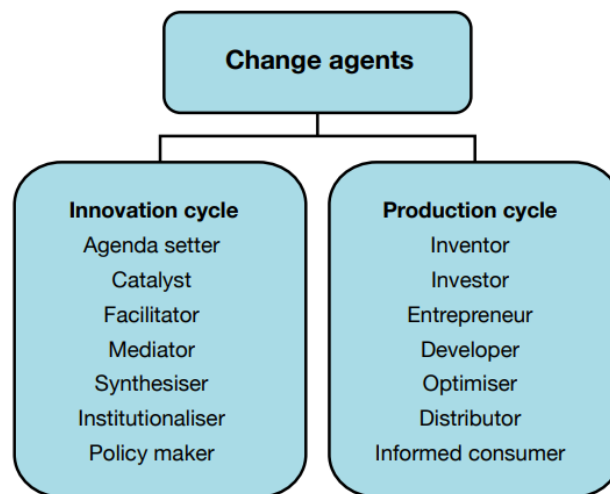 Change agents
Innovation cycle
Agenda setter
Catalyst
Facilitator
Mediator
Synthesiser
Institutionaliser
Policy maker
Production cycle
Inventor
Investor
Entrepreneur
Developer
Optimiser
Distributor
Informed consumer